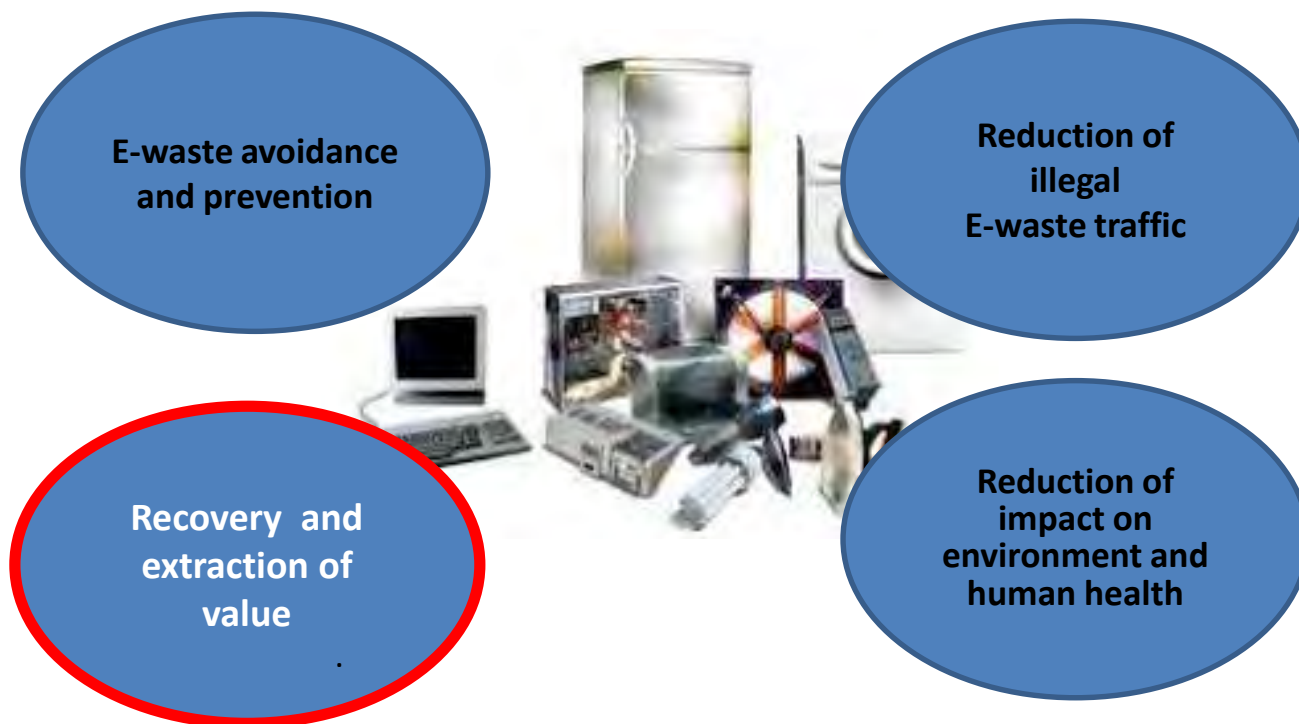 E-waste avoidance
and prevention
Reduction of
illegal
E-waste traffic
Recovery and
extraction of
value
.
Reduction of
impact on
environment and
human health